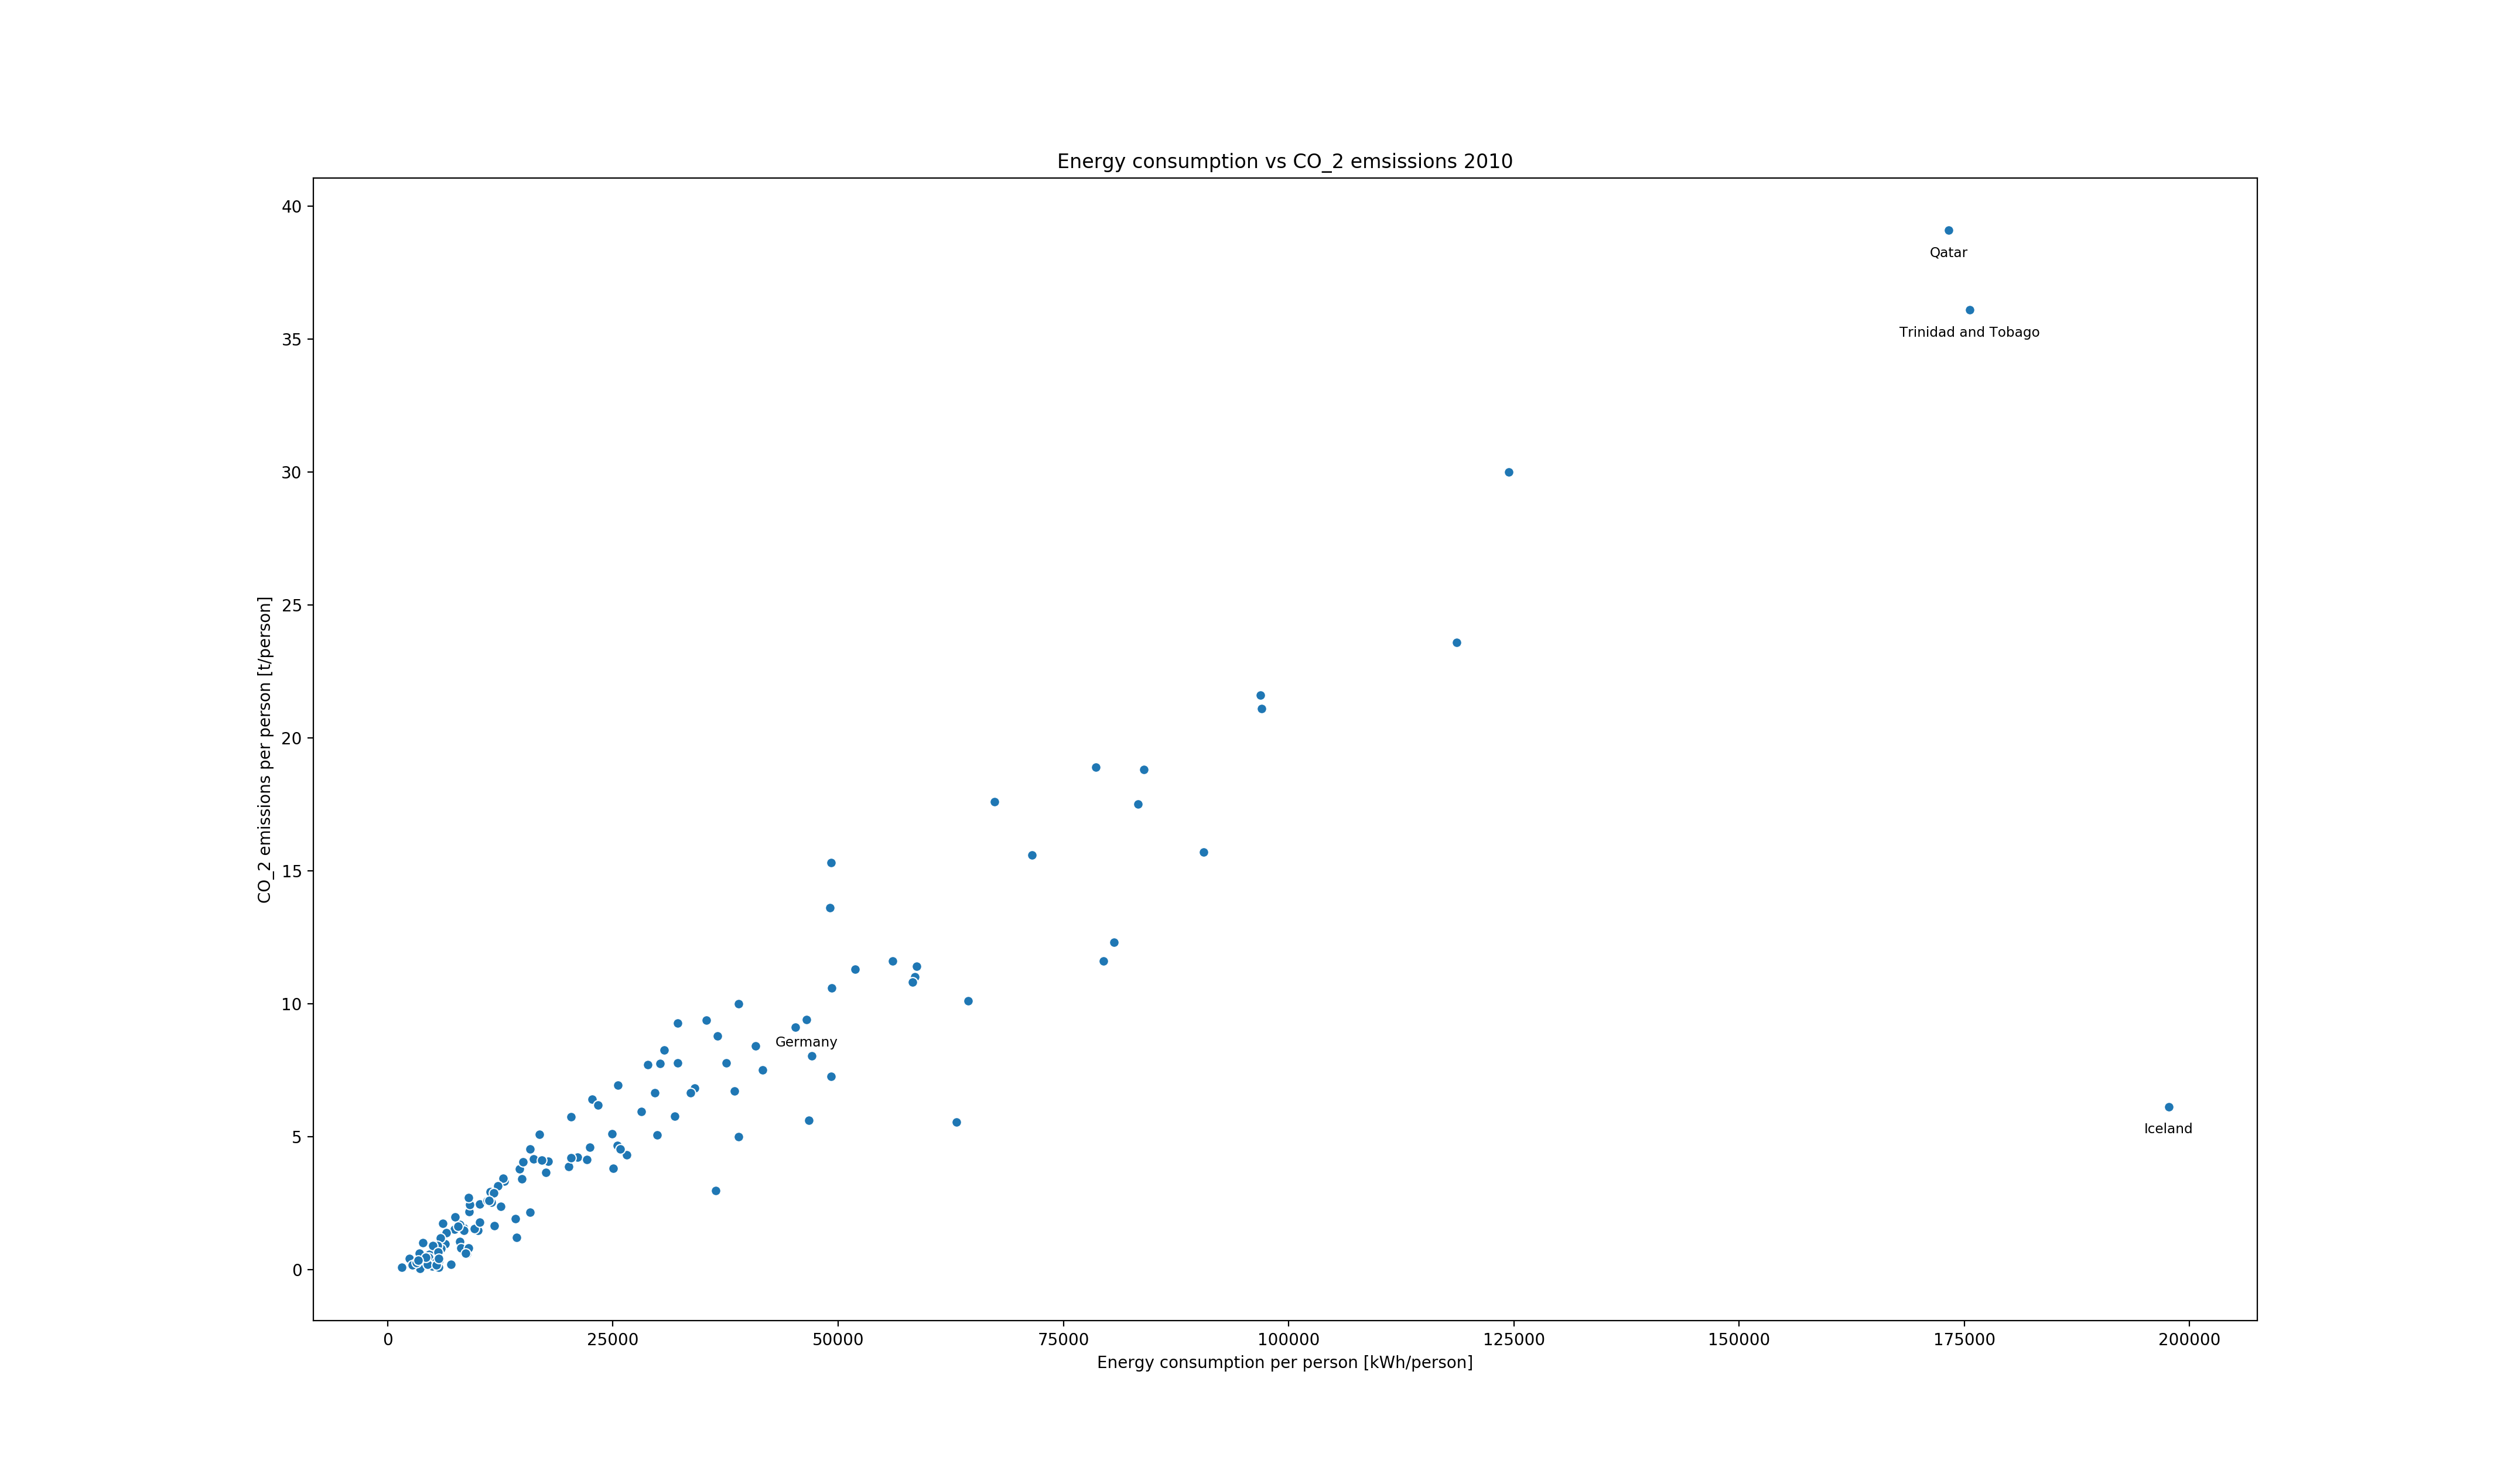 Energy consumption vs CO_2 emsissions 2010
40
35
30
25
20
15
10
5
0
CO_2 emissions per person [t/person]
Qatar
Trinidad and Tobago
Germany
Iceland
0 25000 50000 75000 100000 125000 150000 175000 200000
Energy consumption per person [kWh/person]